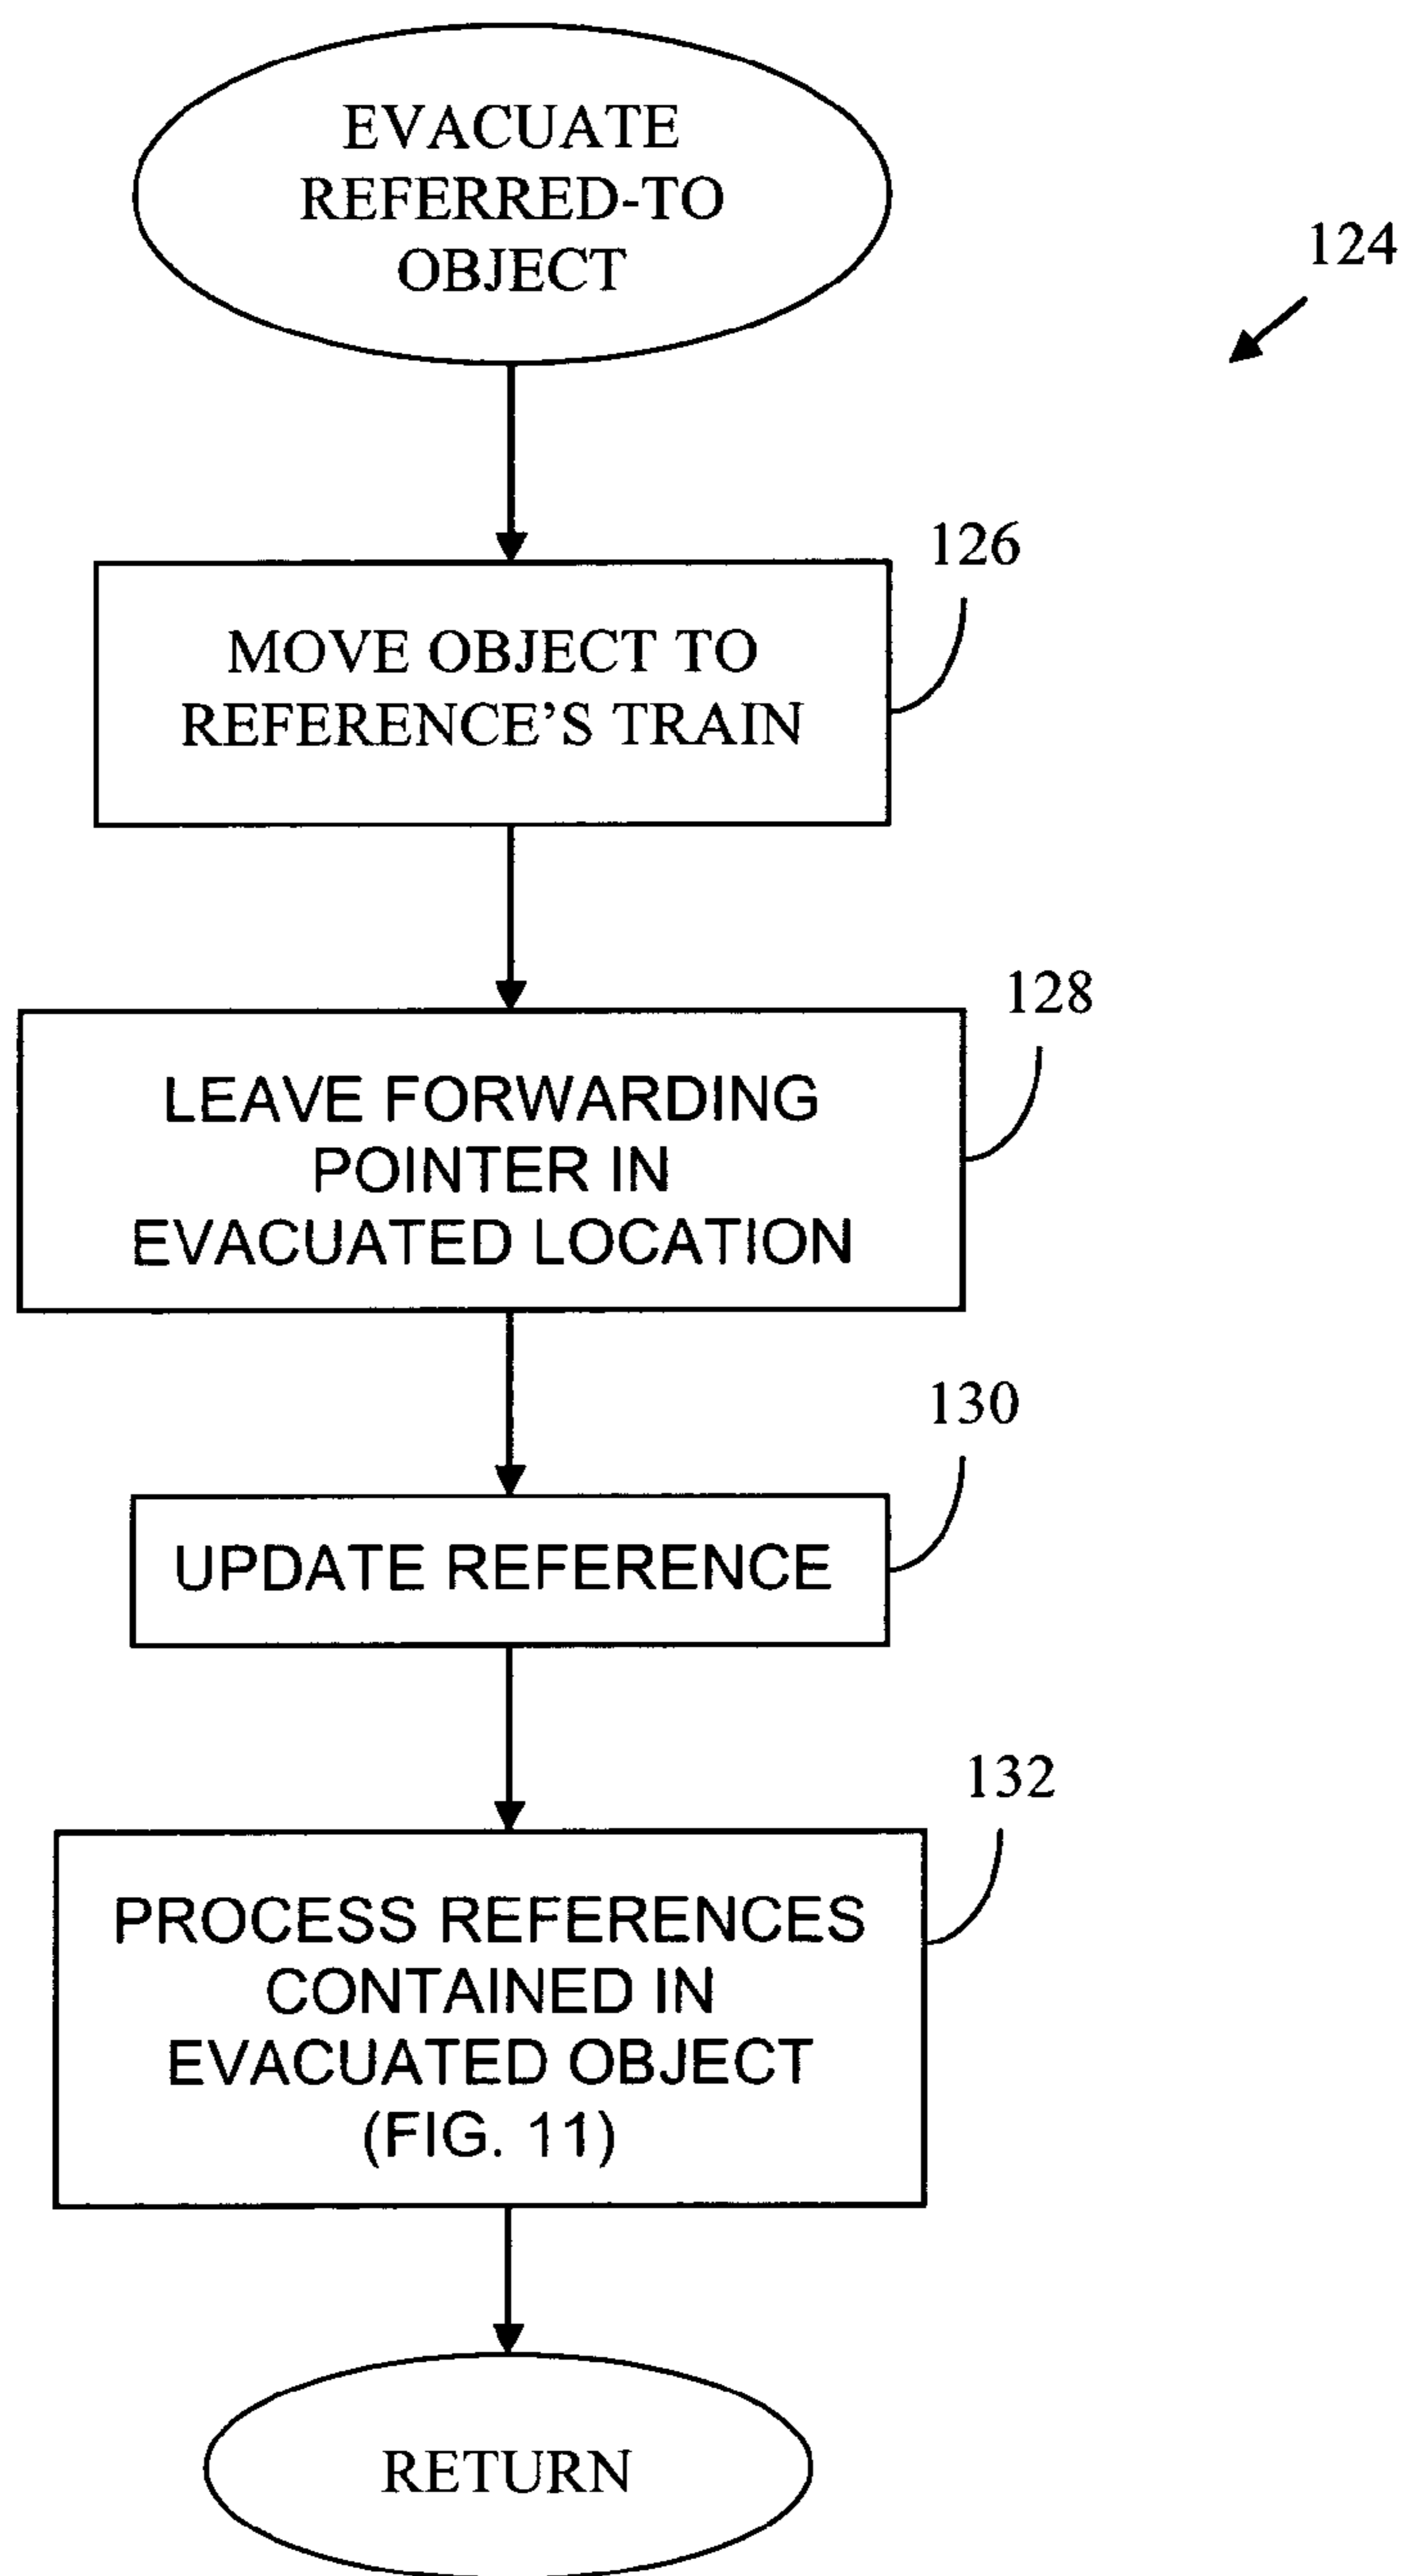 EVACUATE
REFERRED-TO
OBJECT
124
126
MOVE OBJECT TO
REFERENCE'S TRAIN
128
LEAVE FORWARDING
POINTER IN
EVACUATED LOCATION
130
UPDATE REFERENCE
132
PROCESS REFERENCES
CONTAINED IN
EVACUATED OBJECT
(FIG. 11)
RETURN